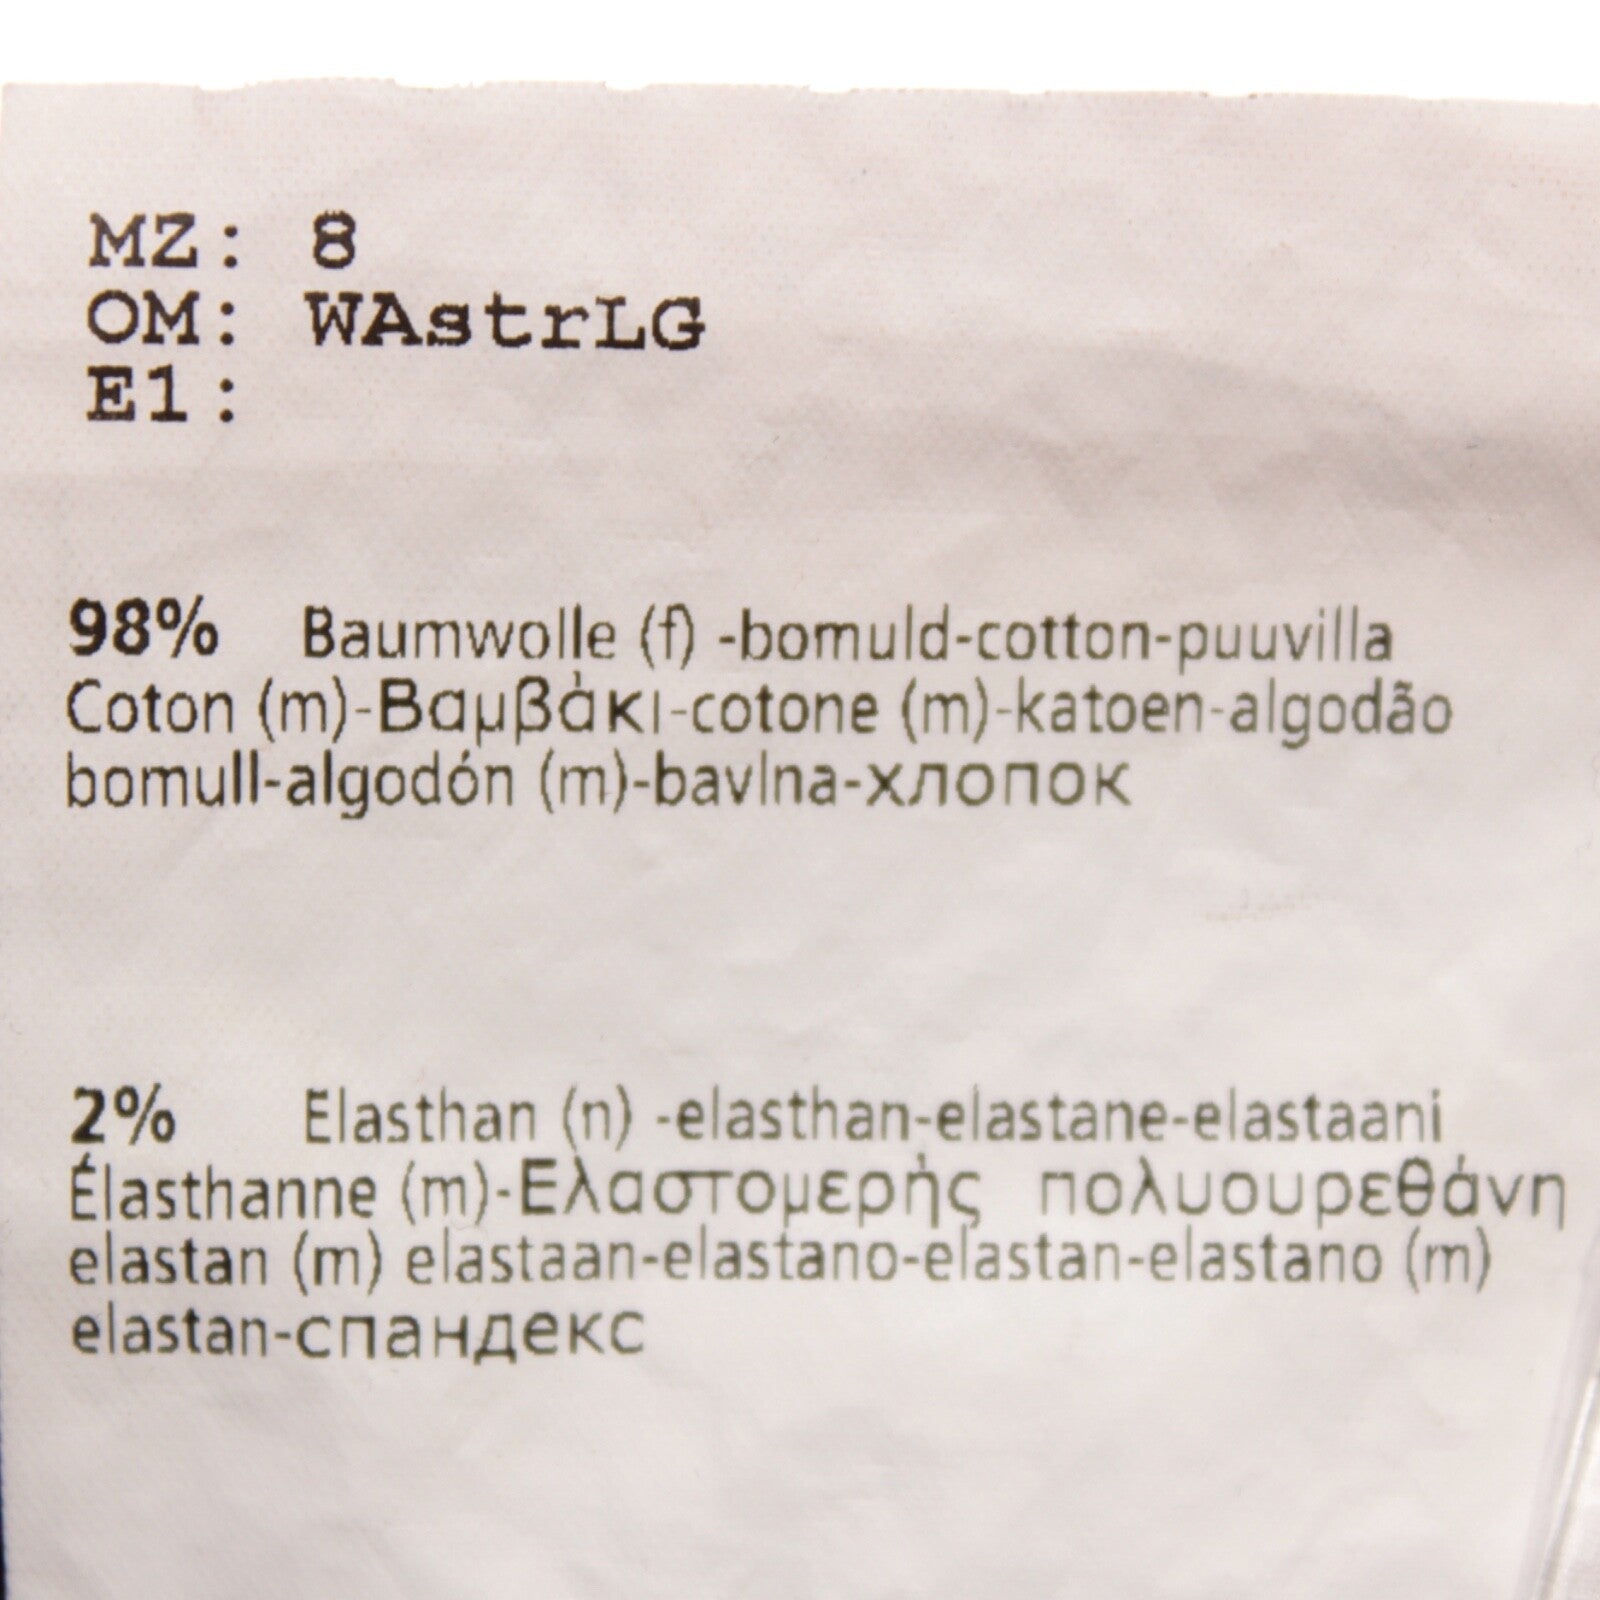 MZ: 8
OM: WAstrLG
E1:
98% Baumwolle (f) -bomuld-cotton-puuvilla
Coton (m)-Βαμβάκι-cotone (m)-katoen-algodão
bomull-algodón (m)-bavlna-хлопок
2% Elasthan (n) -elasthan-elastane-elastaani
Élasthanne (m)-Ελαστομερής πολυουρεθάνη
elastan (m) elastaan-elastano-elastan-elastano (m)
elastan-спандекс